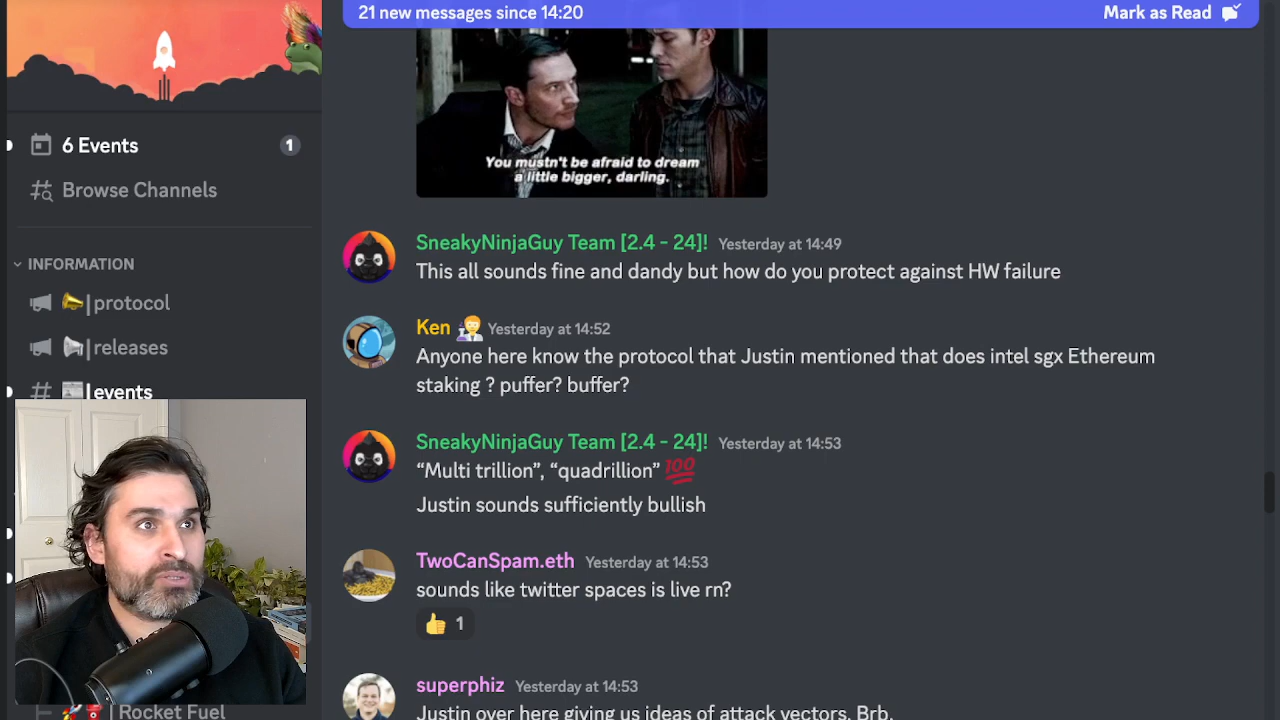 21 new messages since 14:20
Mark as Read
You mustn't be afraid to dream
a little bigger, darling.
6 Events
1
Browse Channels
INFORMATION
protocol
releases
events
Rocket Fuel
SneakyNinjaGuy Team [2.4 - 24]! Yesterday at 14:49
This all sounds fine and dandy but how do you protect against HW failure
Ken Yesterday at 14:52
Anyone here know the protocol that Justin mentioned that does intel sgx Ethereum
staking ? puffer? buffer?
SneakyNinjaGuy Team [2.4 - 24]! Yesterday at 14:53
“Multi trillion”, “quadrillion” 💯
Justin sounds sufficiently bullish
TwoCanSpam.eth Yesterday at 14:53
sounds like twitter spaces is live rn?
👍 1
superphiz Yesterday at 14:53
Justin over here giving us ideas of attack vectors. Brb.